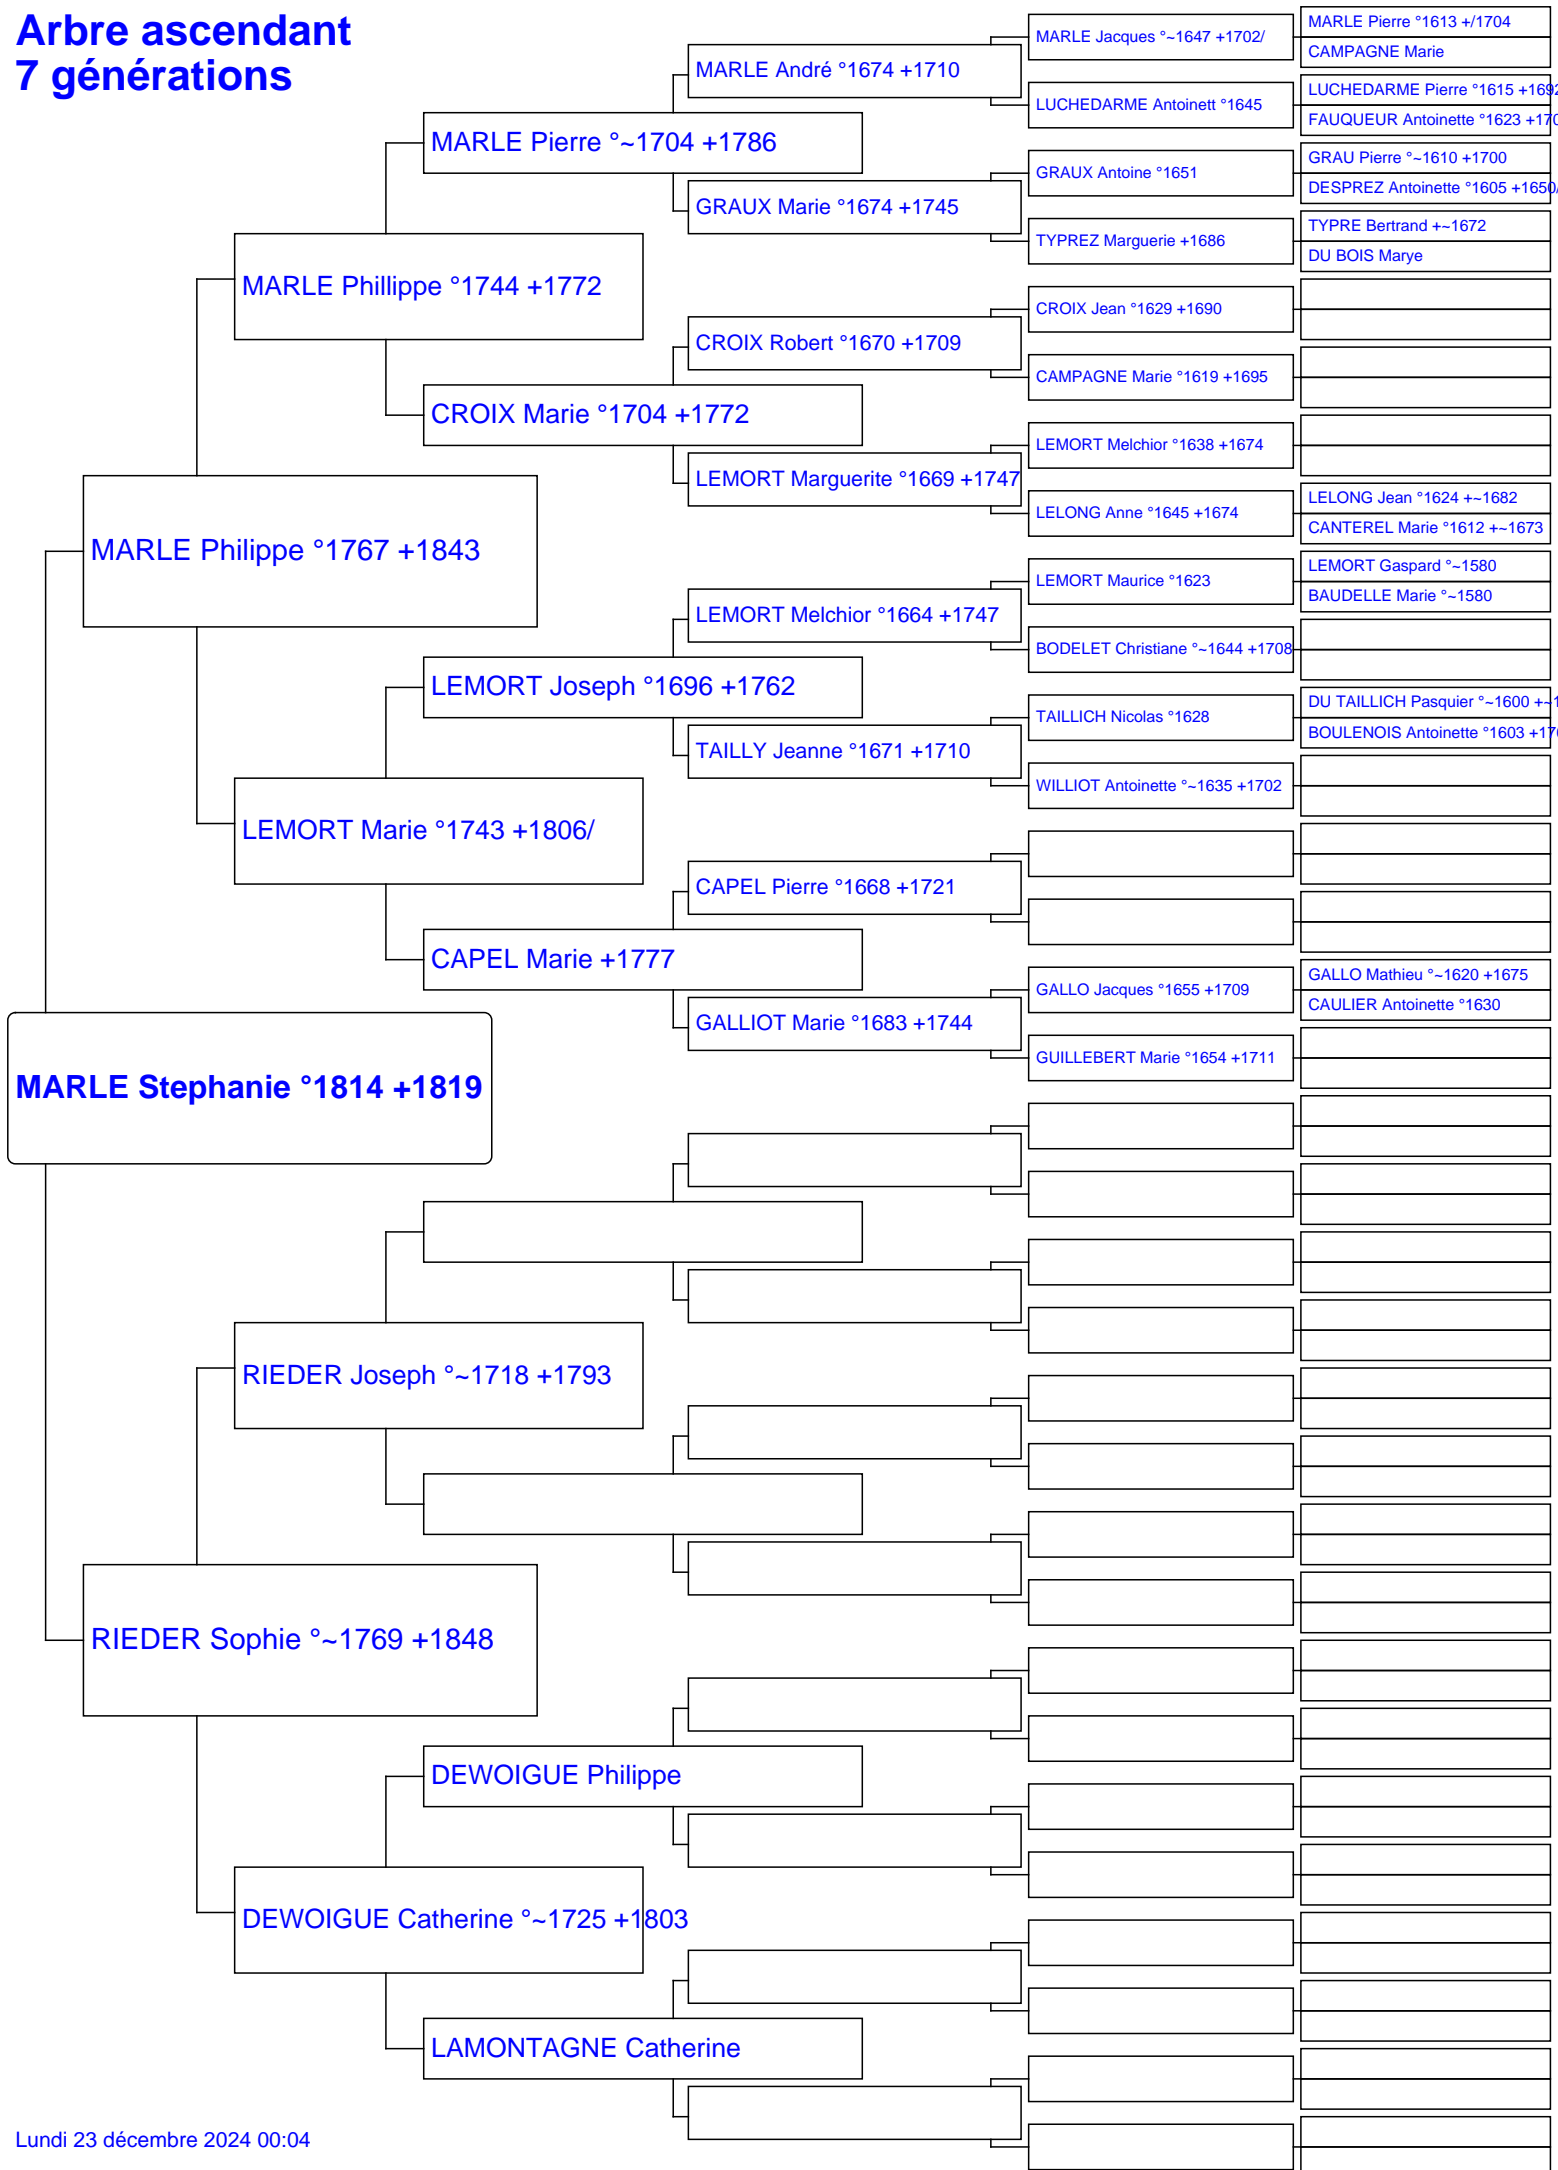 Arbre ascendant
7 générations
MARLE Stephanie °1814 +1819
MARLE Philippe °1767 +1843
RIEDER Sophie °~1769 +1848
MARLE Phillippe °1744 +1772
LEMORT Marie °1743 +1806/
RIEDER Joseph °~1718 +1793
DEWOIGUE Catherine °~1725 +1803
MARLE Pierre °~1704 +1786
CROIX Marie °1704 +1772
LEMORT Joseph °1696 +1762
CAPEL Marie +1777
DEWOIGUE Philippe
LAMONTAGNE Catherine
MARLE André °1674 +1710
GRAUX Marie °1674 +1745
CROIX Robert °1670 +1709
LEMORT Marguerite °1669 +1747
LEMORT Melchior °1664 +1747
TAILLY Jeanne °1671 +1710
CAPEL Pierre °1668 +1721
GALLIOT Marie °1683 +1744
MARLE Jacques °~1647 +1702/
LUCHEDARME Antoinett °1645
GRAUX Antoine °1651
TYPREZ Marguerie +1686
CROIX Jean °1629 +1690
CAMPAGNE Marie °1619 +1695
LEMORT Melchior °1638 +1674
LELONG Anne °1645 +1674
LEMORT Maurice °1623
BODELET Christiane °~1644 +1708
TAILLICH Nicolas °1628
WILLIOT Antoinette °~1635 +1702
GALLO Jacques °1655 +1709
GUILLEBERT Marie °1654 +1711
MARLE Pierre °1613 +/1704
CAMPAGNE Marie
LUCHEDARME Pierre °1615 +1692
FAUQUEUR Antoinette °1623 +170
GRAU Pierre °~1610 +1700
DESPREZ Antoinette °1605 +1650/
TYPRE Bertrand +~1672
DU BOIS Marye
LELONG Jean °1624 +~1682
CANTEREL Marie °1612 +~1673
LEMORT Gaspard °~1580
BAUDELLE Marie °~1580
DU TAILLICH Pasquier °~1600 +~1
BOULENOIS Antoinette °1603 +170
GALLO Mathieu °~1620 +1675
CAULIER Antoinette °1630
Lundi 23 décembre 2024 00:04